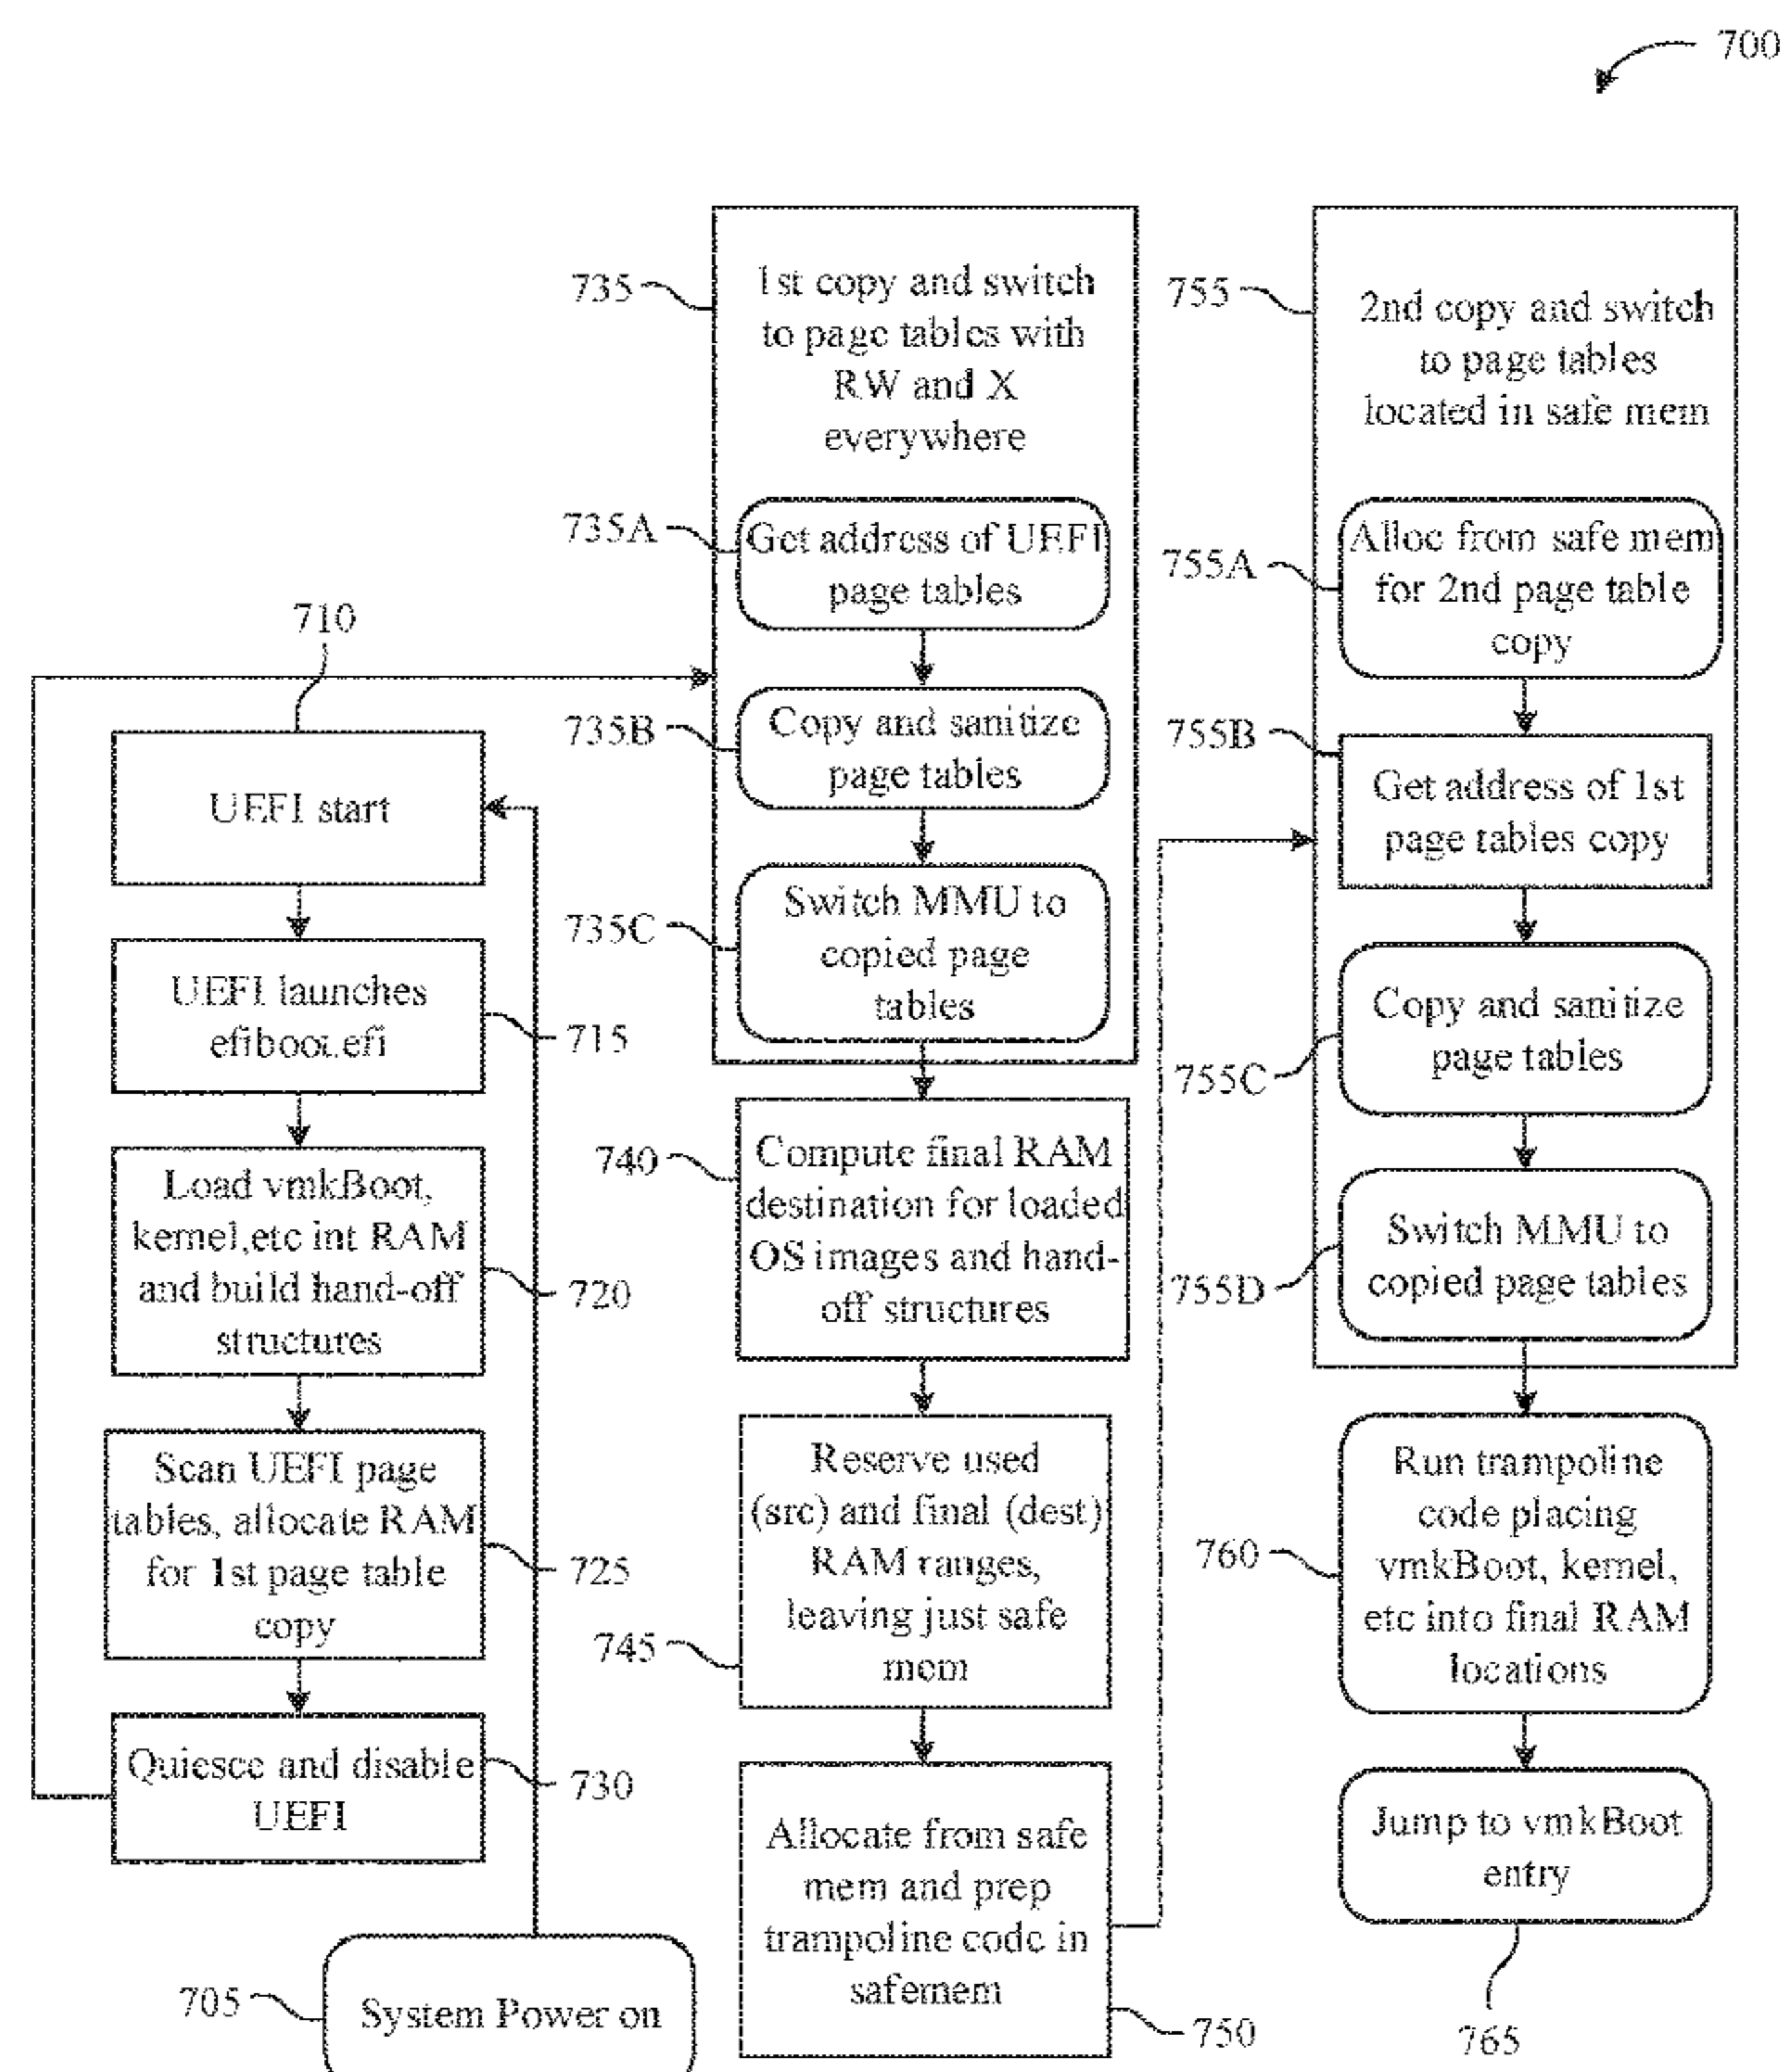 700
735
1st copy and switch
to page tables with
RW and X
everywhere
735A
Get address of UEFI
page tables
735B
Copy and sanitize
page tables
735C
Switch MMU to
copied page
tables
710
UEFI start
UEFI launches
efiboot.efi
715
Load vmkBoot,
kernel,etc int RAM
and build hand-off
structures
720
Scan UEFI page
tables, allocate RAM
for 1st page table
copy
725
Quiesce and disable
UEFI
730
705
System Power on
740
Compute final RAM
destination for loaded
OS images and hand-
off structures
745
Reserve used
(src) and final (dest)
RAM ranges,
leaving just safe
mem
Allocate from safe
mem and prep
trampoline code in
safemem
750
755
2nd copy and switch
to page tables
located in safe mem
755A
Alloc from safe mem
for 2nd page table
copy
755B
Get address of 1st
page tables copy
755C
Copy and sanitize
page tables
755D
Switch MMU to
copied page tables
760
Run trampoline
code placing
vmkBoot, kernel,
etc into final RAM
locations
Jump to vmkBoot
entry
765